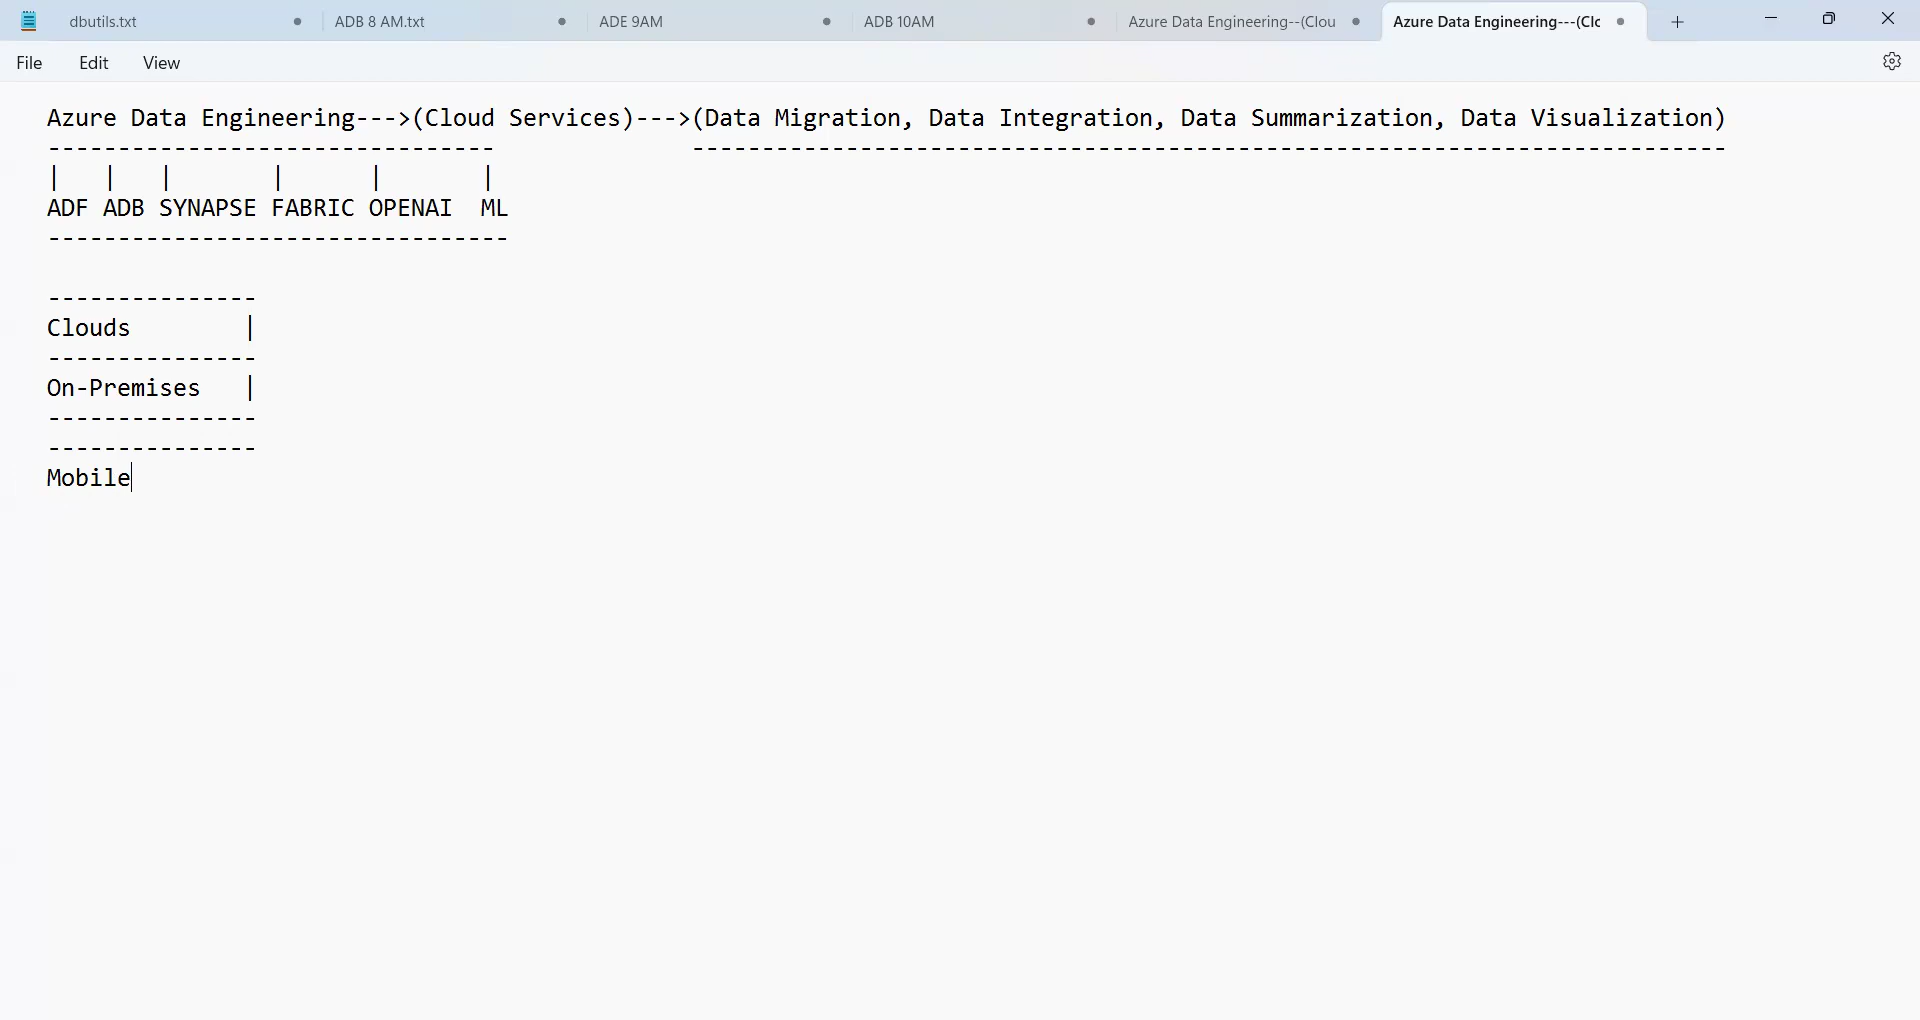 dbutils.txt ADB 8 AM.txt ADE 9AM ADB 10AM Azure Data Engineering--(Clou Azure Data Engineering---(Clc
File Edit View
Azure Data Engineering--->(Cloud Services)--->(Data Migration, Data Integration, Data Summarization, Data Visualization)
-------------------------------- --------------------------------------------------------------------------
| | | | | |
ADF ADB SYNAPSE FABRIC OPENAI ML
---------------------------------
---------------
Clouds |
---------------
On-Premises |
---------------
---------------
Mobile